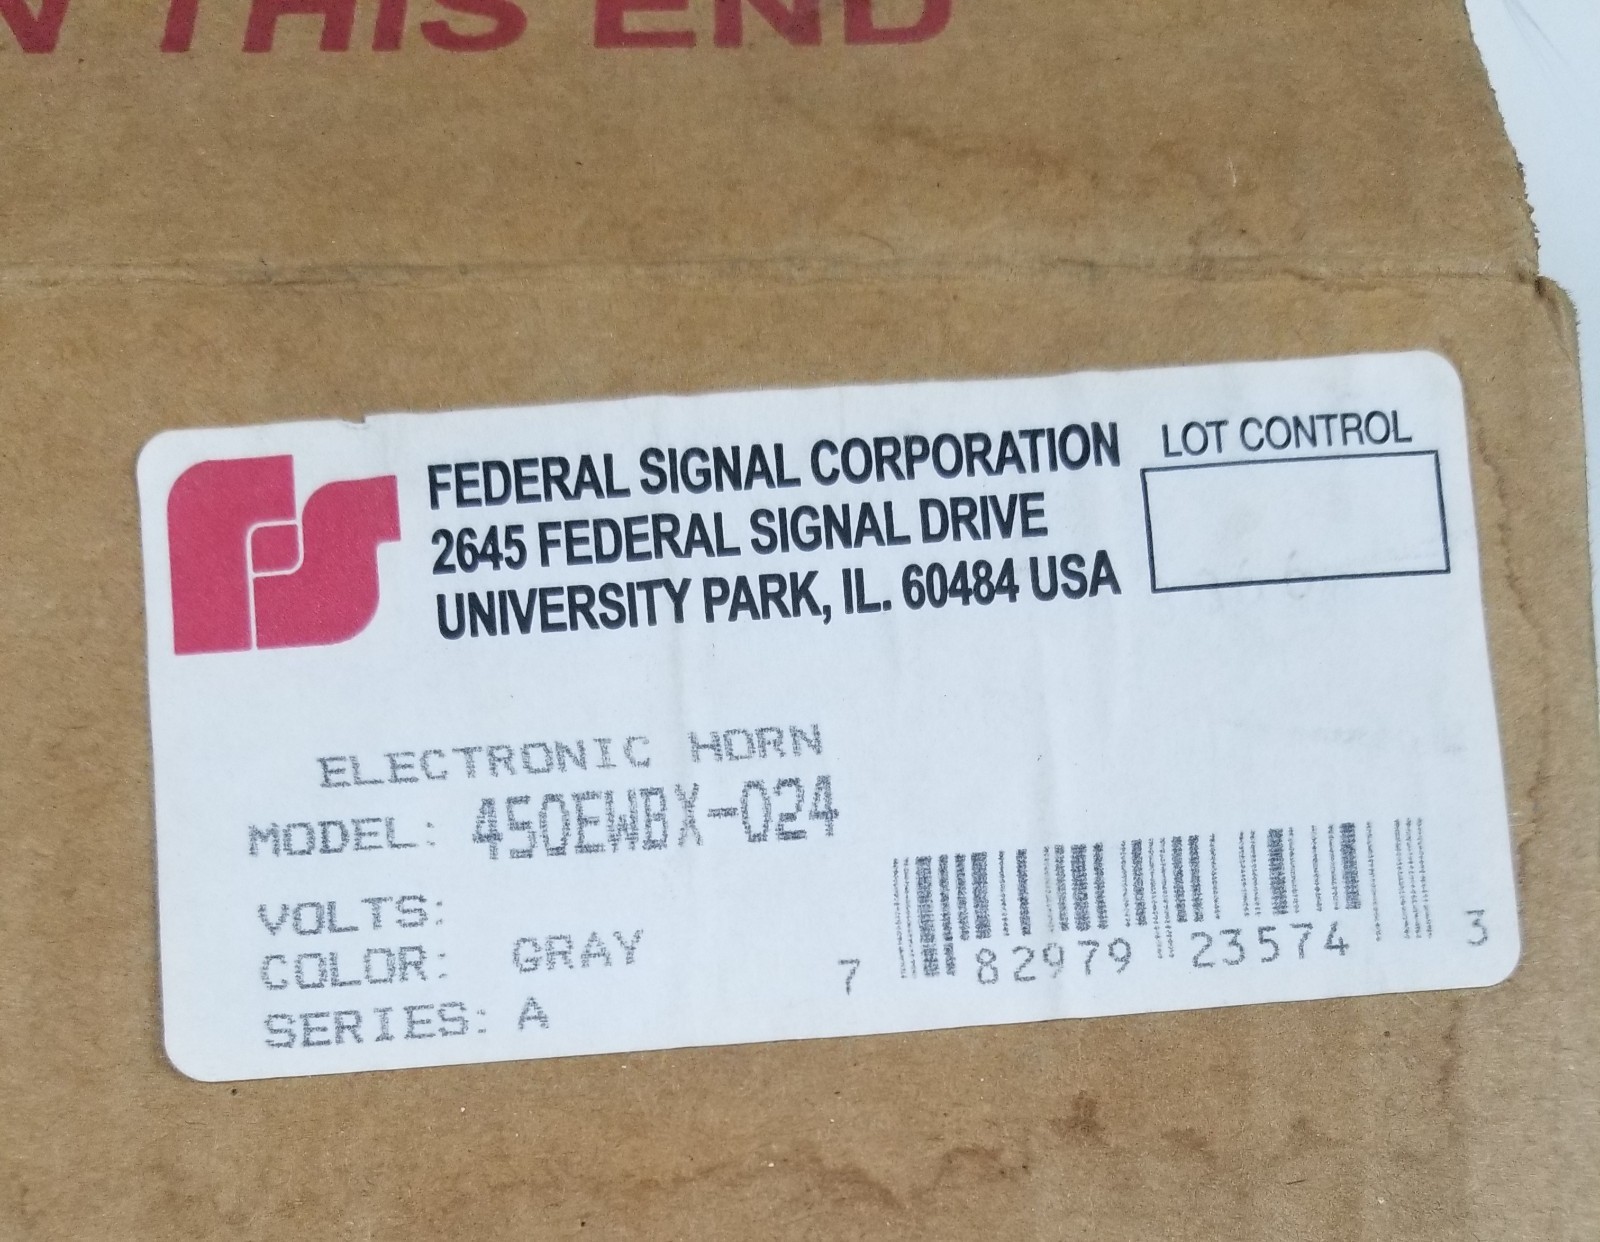 THIS END
FEDERAL SIGNAL CORPORATION
2645 FEDERAL SIGNAL DRIVE
UNIVERSITY PARK, IL. 60484 USA
LOT CONTROL
ELECTRONIC HORN
MODEL: 450EWBX-024
VOLTS:
COLOR: GRAY
SERIES: A
7 82979 23574 3